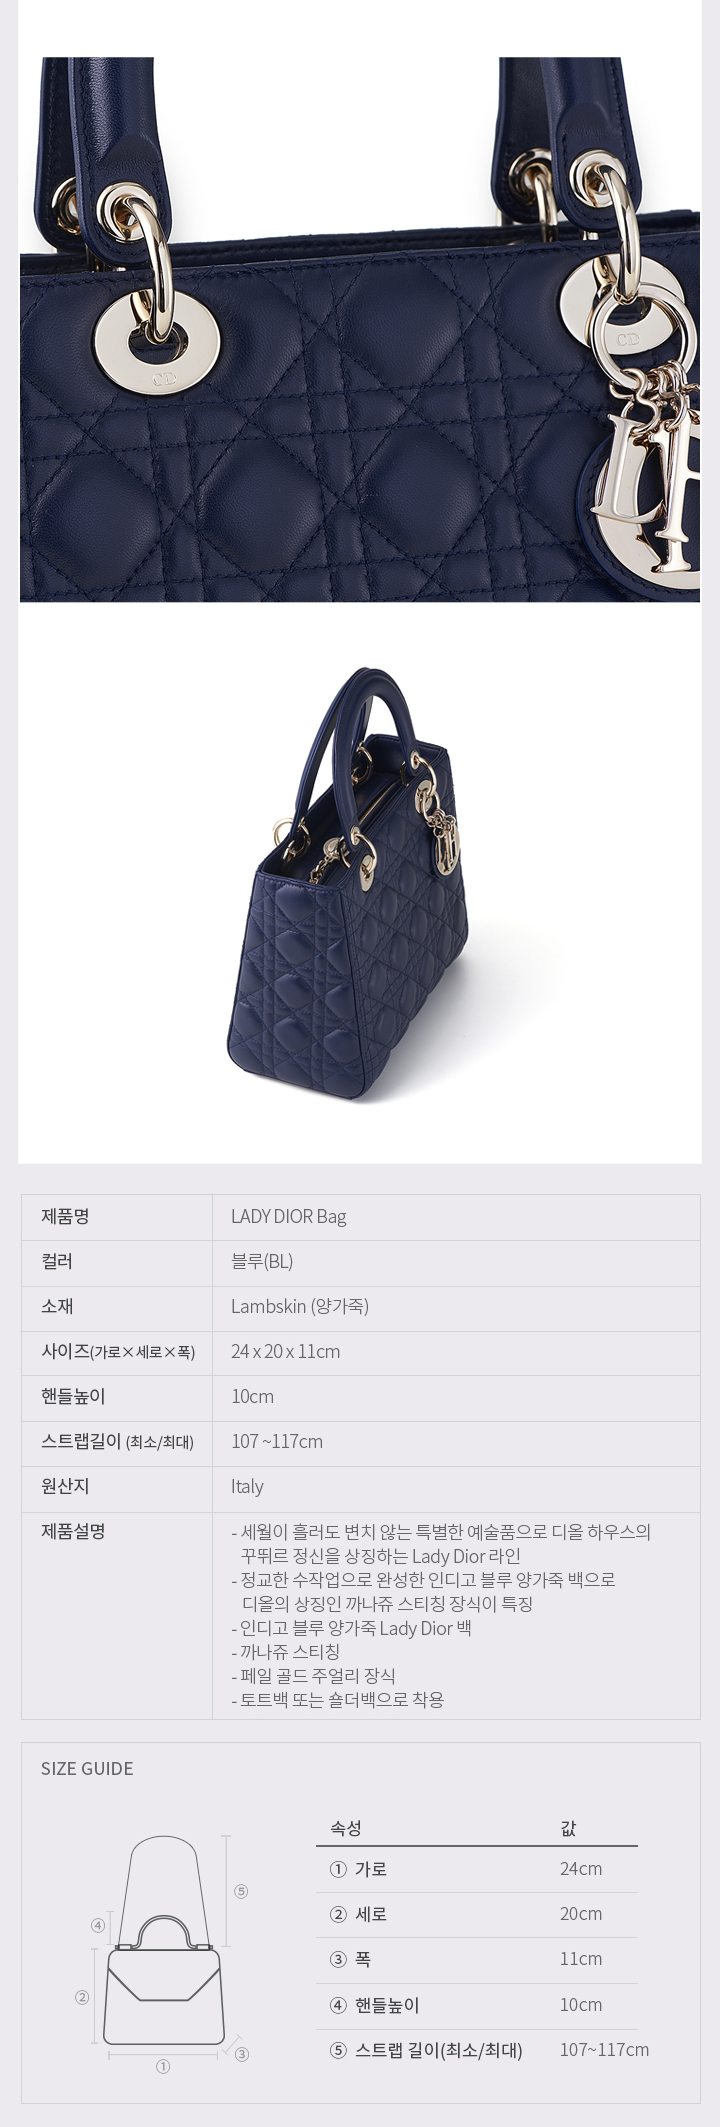 CD
CD
제품명 LADY DIOR Bag
컬러 블루(BL)
소재 Lambskin (양가죽)
사이즈(가로×세로×폭) 24 x 20 x 11cm
핸들높이 10cm
스트랩길이 (최소/최대) 107 ~117cm
원산지 Italy
제품설명 - 세월이 흘러도 변치 않는 특별한 예술품으로 디올 하우스의
꾸뛰르 정신을 상징하는 Lady Dior 라인
- 정교한 수작업으로 완성한 인디고 블루 양가죽 백으로
디올의 상징인 까나쥬 스티칭 장식이 특징
- 인디고 블루 양가죽 Lady Dior 백
- 까나쥬 스티칭
- 페일 골드 주얼리 장식
- 토트백 또는 숄더백으로 착용
SIZE GUIDE
속성 값
① 가로 24cm
② 세로 20cm
③ 폭 11cm
④ 핸들높이 10cm
⑤ 스트랩 길이(최소/최대) 107~117cm
⑤
④
②
③
①